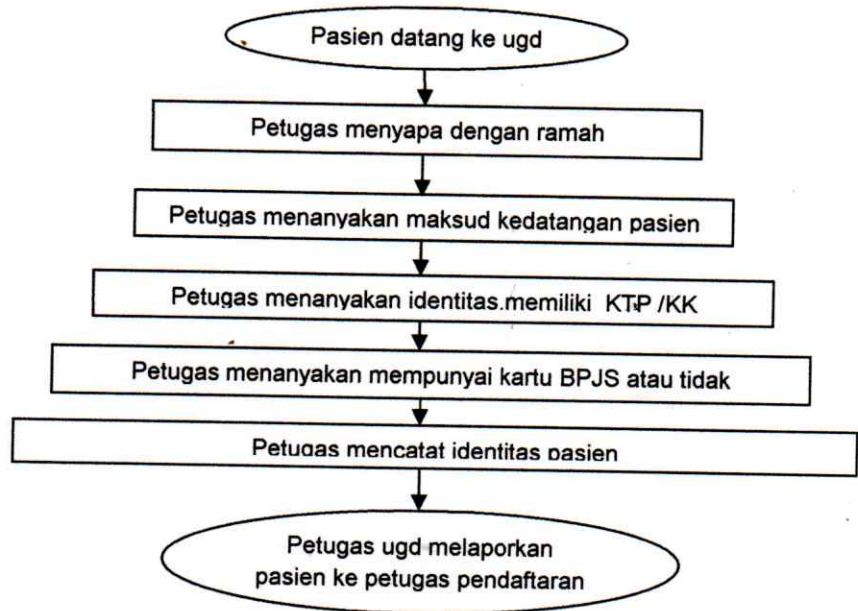 Pasien datang ke ugd
Petugas menyapa dengan ramah
Petugas menanyakan maksud kedatangan pasien
Petugas menanyakan identitas.memiliki KTP /KK
Petugas menanyakan mempunyai kartu BPJS atau tidak
Petugas mencatat identitas pasien
Petugas ugd melaporkan
pasien ke petugas pendaftaran